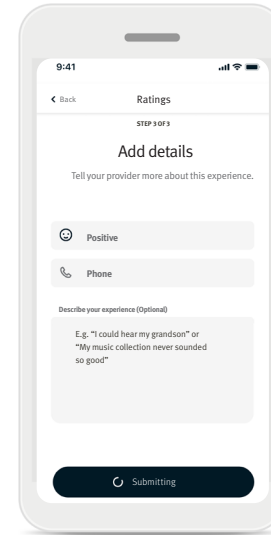 9:41
Back
Ratings
STEP 3 OF 3
Add details
Tell your provider more about this experience.
Positive
Phone
Describe your experience (Optional)
E.g. “I could hear my grandson” or
“My music collection never sounded
so good”
Submitting